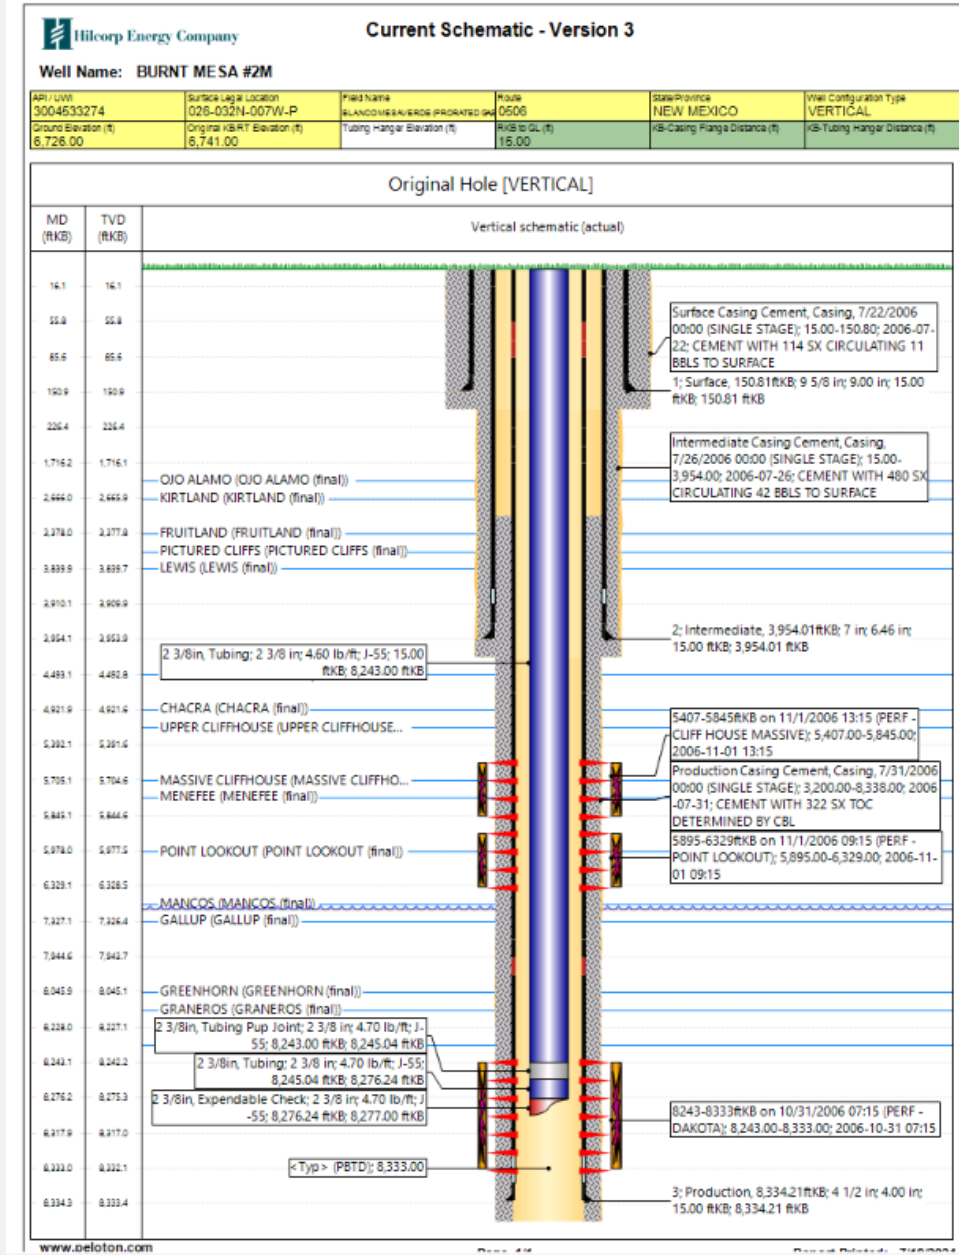 Hilcorp Energy Company
Current Schematic - Version 3
Well Name: BURNT MESA #2M
API / UWI
3004533274
Surface Legal Location
026-032N-007W-P
Field Name
Route
0506
State/Province
NEW MEXICO
Well Configuration Type
VERTICAL
Ground Elevation (ft)
6,726.00
Original KB/RT Elevation (ft)
6,741.00
Tubing Hanger Elevation (ft)
RKB to GL (ft)
15.00
KB-Casing Flange Distance (ft)
KB-Tubing Hanger Distance (ft)
Original Hole [VERTICAL]
MD
(ftKB)
TVD
(ftKB)
Vertical schematic (actual)
16.1 16.1
55.8 55.8
85.6 85.6
150.9 150.9
226.4 226.4
1,716.2 1,716.1
2,666.0 2,665.9
3,378.0 3,377.8
3,839.9 3,839.7
3,910.1 3,909.9
3,954.1 3,953.9
4,493.1 4,492.8
4,921.9 4,921.6
5,392.1 5,391.6
5,705.1 5,704.6
5,845.1 5,844.6
5,978.0 5,977.5
6,329.1 6,328.5
7,327.1 7,326.4
7,944.6 7,943.7
8,045.9 8,045.1
8,228.0 8,227.1
8,243.1 8,242.2
8,276.2 8,275.3
8,317.9 8,317.0
8,333.0 8,332.1
8,334.3 8,333.4
Surface Casing Cement, Casing, 7/22/2006
00:00 (SINGLE STAGE); 15.00-150.80; 2006-07-
22; CEMENT WITH 114 SX CIRCULATING 11
BBLS TO SURFACE
1; Surface, 150.81ftKB; 9 5/8 in; 9.00 in; 15.00
ftKB; 150.81 ftKB
Intermediate Casing Cement, Casing,
7/26/2006 00:00 (SINGLE STAGE); 15.00-
3,954.00; 2006-07-26; CEMENT WITH 480 SX
CIRCULATING 42 BBLS TO SURFACE
OJO ALAMO (OJO ALAMO (final))
KIRTLAND (KIRTLAND (final))
FRUITLAND (FRUITLAND (final))
PICTURED CLIFFS (PICTURED CLIFFS (final))
LEWIS (LEWIS (final))
2; Intermediate, 3,954.01ftKB; 7 in; 6.46 in;
15.00 ftKB; 3,954.01 ftKB
2 3/8in, Tubing; 2 3/8 in; 4.60 lb/ft; J-55; 15.00
ftKB; 8,243.00 ftKB
CHACRA (CHACRA (final))
UPPER CLIFFHOUSE (UPPER CLIFFHOUSE...
5407-5845ftKB on 11/1/2006 13:15 (PERF -
CLIFF HOUSE MASSIVE); 5,407.00-5,845.00;
2006-11-01 13:15
MASSIVE CLIFFHOUSE (MASSIVE CLIFFHO...
MENEFEE (MENEFEE (final))
Production Casing Cement, Casing, 7/31/2006
00:00 (SINGLE STAGE); 3,200.00-8,338.00; 2006
-07-31; CEMENT WITH 322 SX TOC
DETERMINED BY CBL
5895-6329ftKB on 11/1/2006 09:15 (PERF -
POINT LOOKOUT); 5,895.00-6,329.00; 2006-11-
01 09:15
POINT LOOKOUT (POINT LOOKOUT (final))
MANCOS (MANCOS (final))
GALLUP (GALLUP (final))
GREENHORN (GREENHORN (final))
GRANEROS (GRANEROS (final))
2 3/8in, Tubing Pup Joint; 2 3/8 in; 4.70 lb/ft; J-
55; 8,243.00 ftKB; 8,245.04 ftKB
2 3/8in, Tubing; 2 3/8 in; 4.70 lb/ft; J-55;
8,245.04 ftKB; 8,276.24 ftKB
2 3/8in, Expendable Check; 2 3/8 in; 4.70 lb/ft; J
-55; 8,276.24 ftKB; 8,277.00 ftKB
8243-8333ftKB on 10/31/2006 07:15 (PERF -
DAKOTA); 8,243.00-8,333.00; 2006-10-31 07:15
<Typ> (PBTD); 8,333.00
3; Production, 8,334.21ftKB; 4 1/2 in; 4.00 in;
15.00 ftKB; 8,334.21 ftKB
www.peloton.com